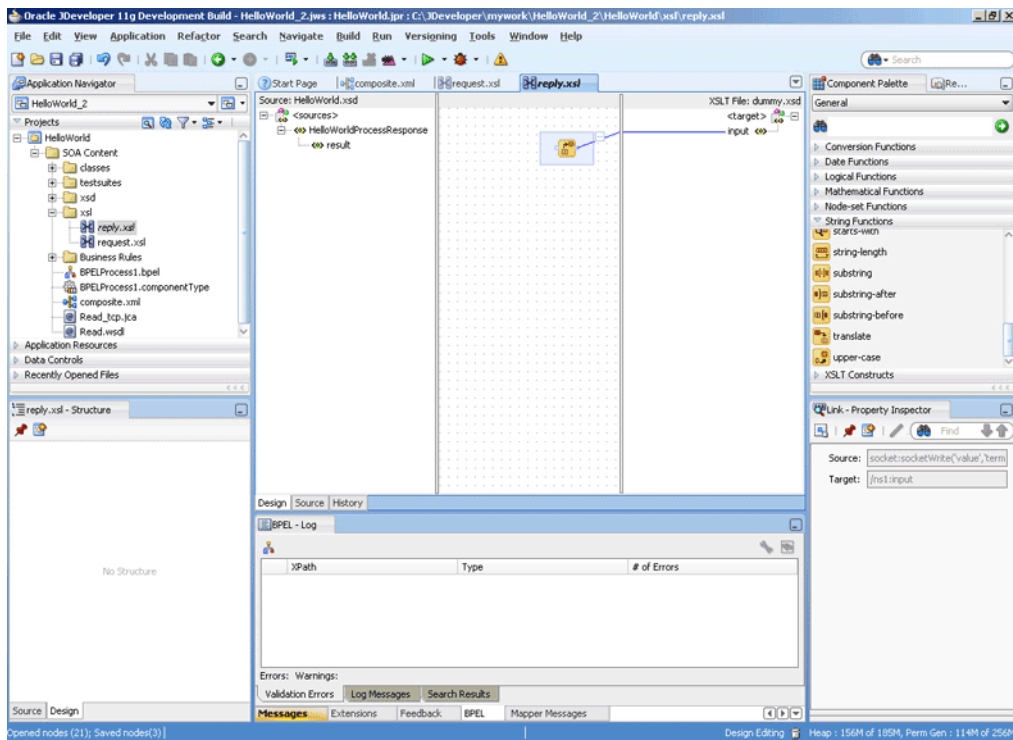 Oracle JDeveloper 11g Development Build - HelloWorld_2.jws : HelloWorld.jpr : C:\JDeveloper\mywork\HelloWorld_2\HelloWorld\xsl\reply.xsl
File Edit View Application Refactor Search Navigate Build Run Versioning Tools Window Help
Search
Application Navigator
HelloWorld_2
Projects
HelloWorld
SOA Content
classes
testsuites
xsd
xsl
reply.xsl
request.xsl
Business Rules
BPELProcess1.bpel
BPELProcess1.componentType
composite.xml
Read_tcp.jca
Read.wsdl
Application Resources
Data Controls
Recently Opened Files
reply.xsl - Structure
No Structure
Source Design
Start Page composite.xml request.xsl reply.xsl
Source: HelloWorld.xsd XSLT File: dummy.xsd
<sources> <target>
HelloWorldProcessResponse input
result
Design Source History
BPEL - Log
XPath Type # of Errors
Errors: Warnings:
Validation Errors Log Messages Search Results
Messages Extensions Feedback BPEL Mapper Messages
Component Palette Re...
General
Conversion Functions
Date Functions
Logical Functions
Mathematical Functions
Node-set Functions
String Functions
starts-with
string-length
substring
substring-after
substring-before
translate
upper-case
XSLT Constructs
Link - Property Inspector
Find
Source: socket:socketWrite('value','term
Target: /ns1:input
Opened nodes (21); Saved nodes(3) Design Editing Heap : 156M of 185M, Perm Gen : 114M of 256M